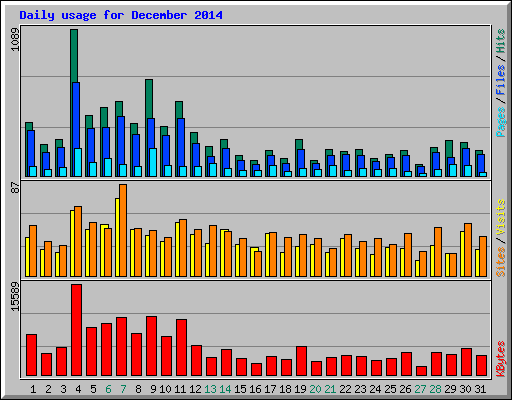 Daily usage for December 2014
1089
Pages / Files / Hits
87
Sites / Visits
15589
KBytes
1 2 3 4 5 6 7 8 9 10 11 12 13 14 15 16 17 18 19 20 21 22 23 24 25 26 27 28 29 30 31